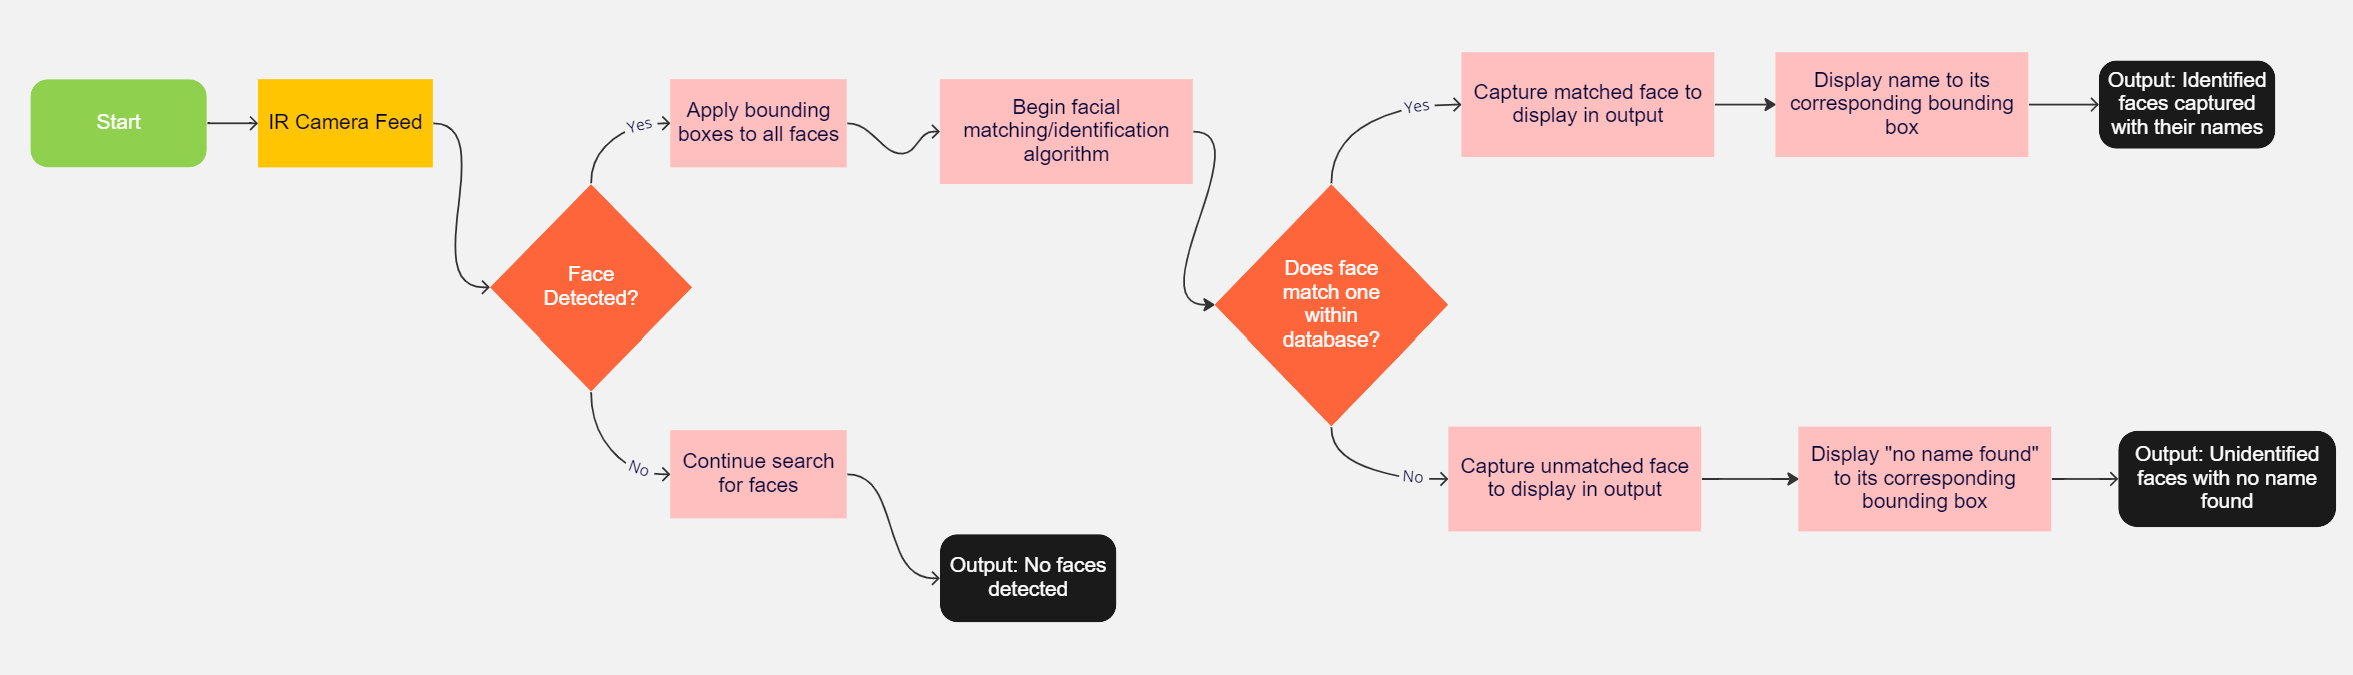 Start
IR Camera Feed
Face
Detected?
Yes
Apply bounding
boxes to all faces
Begin facial
matching/identification
algorithm
No
Continue search
for faces
Output: No faces
detected
Does face
match one
within
database?
Yes
Capture matched face to
display in output
Display name to its
corresponding bounding
box
Output: Identified
faces captured
with their names
No
Capture unmatched face
to display in output
Display "no name found"
to its corresponding
bounding box
Output: Unidentified
faces with no name
found